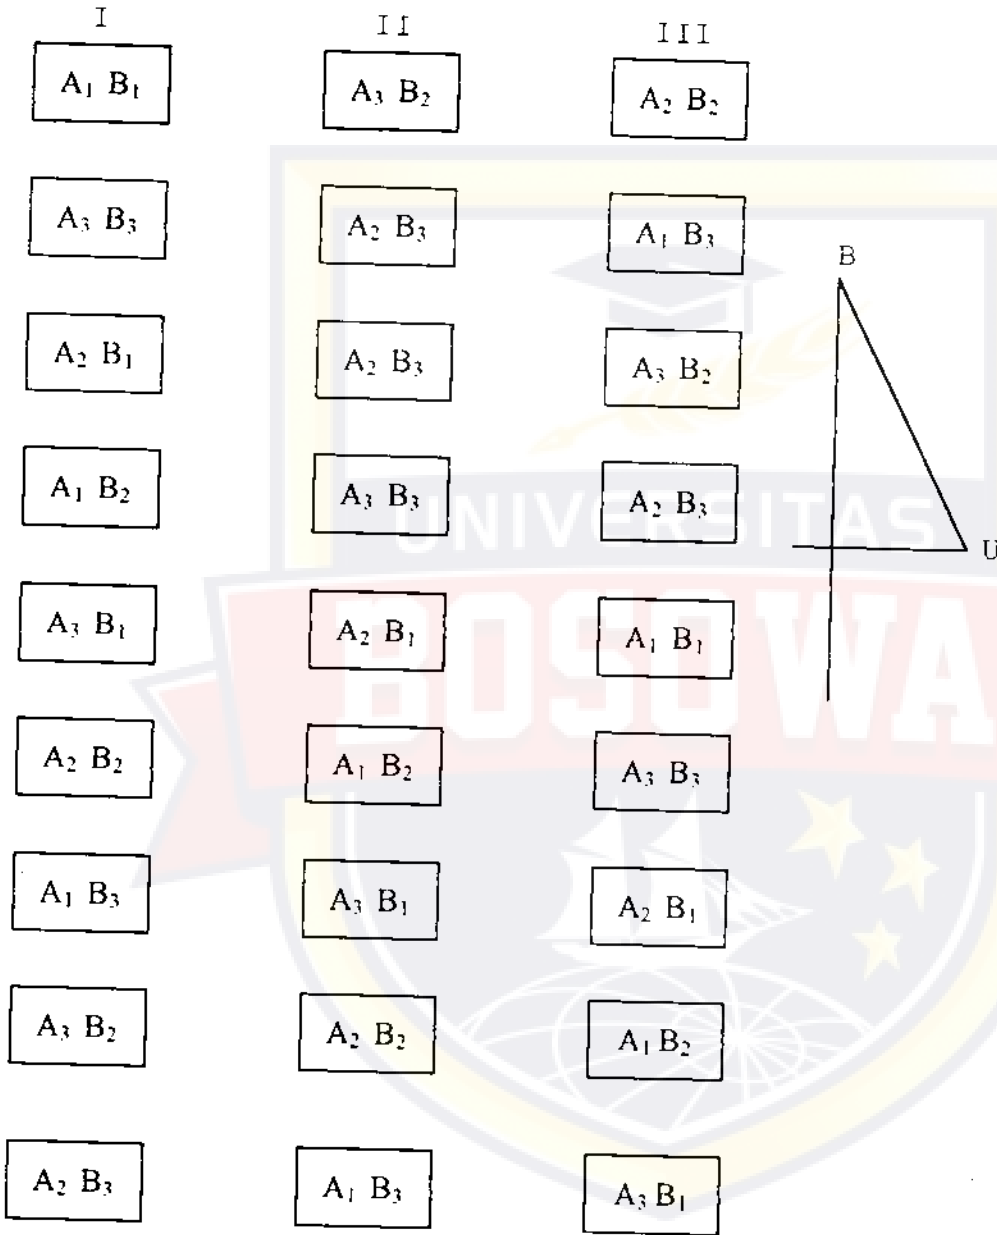 I II III
A₁ B₁ A₃ B₂ A₂ B₂
A₃ B₃ A₂ B₃ A₁ B₃
B
A₂ B₁ A₂ B₃ A₃ B₂
A₁ B₂ A₃ B₃ A₂ B₃
UNIVERSITAS
U
A₃ B₁ A₂ B₁ A₁ B₁
BOSOWA
A₂ B₂ A₁ B₂ A₃ B₃
A₁ B₃ A₃ B₁ A₂ B₁
A₃ B₂ A₂ B₂ A₁ B₂
A₂ B₃ A₁ B₃ A₃ B₁